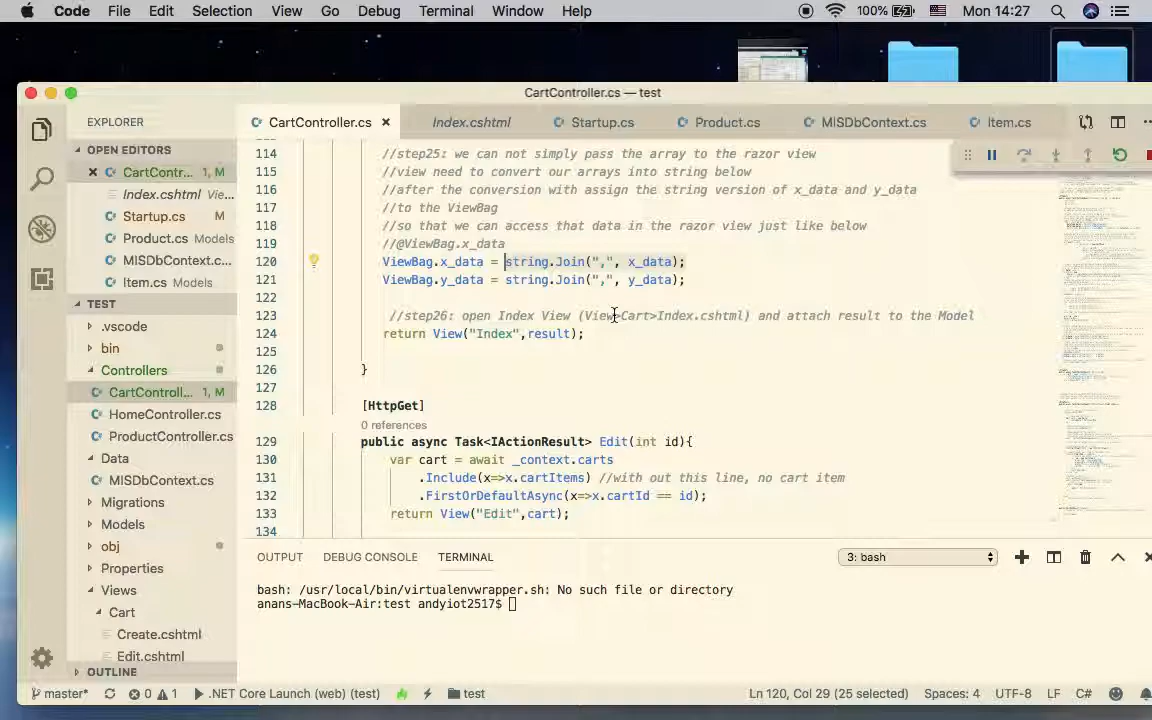 Code File Edit Selection View Go Debug Terminal Window Help 100% Mon 14:27
CartController.cs — test
EXPLORER
CartController.cs × Index.cshtml Startup.cs Product.cs MISDbContext.cs Item.cs ···
OPEN EDITORS
× CartContr... 1, M
Index.cshtml Vie...
Startup.cs
Product.cs Models
MISDbContext.c...
Item.cs Models
TEST
.vscode
bin
Controllers
CartControll... 1, M
HomeController.cs
ProductController.cs
Data
MISDbContext.cs
Migrations
Models
obj
Properties
Views
Cart
Create.cshtml
Edit.cshtml
OUTLINE
114 //step25: we can not simply pass the array to the razor view
115 //view need to convert our arrays into string below
116 //after the conversion with assign the string version of x_data and y_data
117 //to the ViewBag
118 //so that we can access that data in the razor view just like below
119 //@ViewBag.x_data
120 ViewBag.x_data = string.Join(",", x_data);
121 ViewBag.y_data = string.Join(",", y_data);
122
123 //step26: open Index View (View>Cart>Index.cshtml) and attach result to the Model
124 return View("Index",result);
125
126 }
127
128 [HttpGet]
0 references
129 public async Task<IActionResult> Edit(int id){
130 var cart = await _context.carts
131 .Include(x=>x.cartItems) //with out this line, no cart item
132 .FirstOrDefaultAsync(x=>x.cartId == id);
133 return View("Edit",cart);
134
OUTPUT DEBUG CONSOLE TERMINAL 3: bash
bash: /usr/local/bin/virtualenvwrapper.sh: No such file or directory
anans-MacBook-Air:test andyiot2517$
master* 0 1 .NET Core Launch (web) (test) test Ln 120, Col 29 (25 selected) Spaces: 4 UTF-8 LF C#